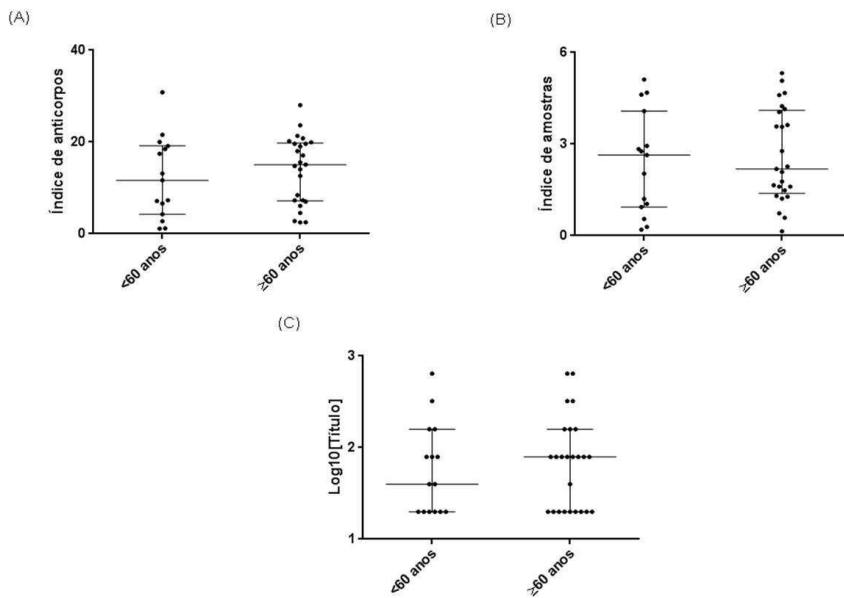 (A)
Índice de anticorpos
40
20
0
<60 anos
≥60 anos
(B)
Índice de amostras
6
3
0
<60 anos
≥60 anos
(C)
Log10[Título]
3
2
1
<60 anos
≥60 anos